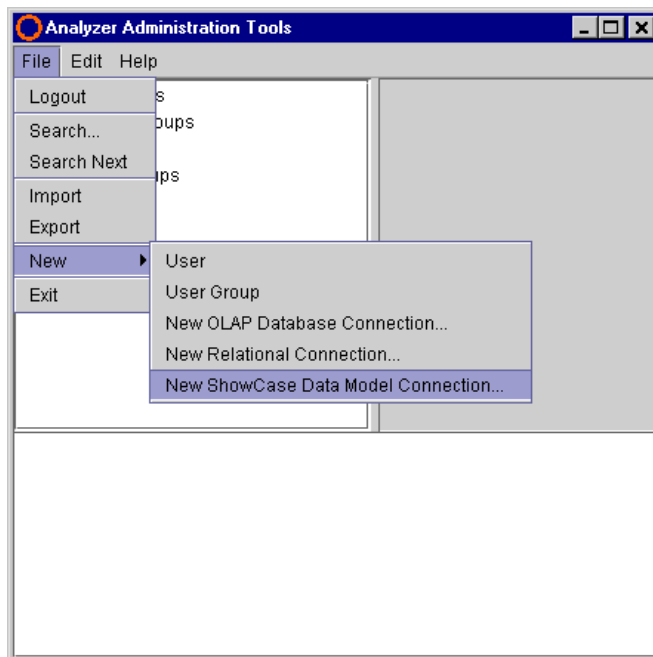 Analyzer Administration Tools
File Edit Help
Logout
Search...
Search Next
Import
Export
New
Exit
User
User Group
New OLAP Database Connection...
New Relational Connection...
New ShowCase Data Model Connection...